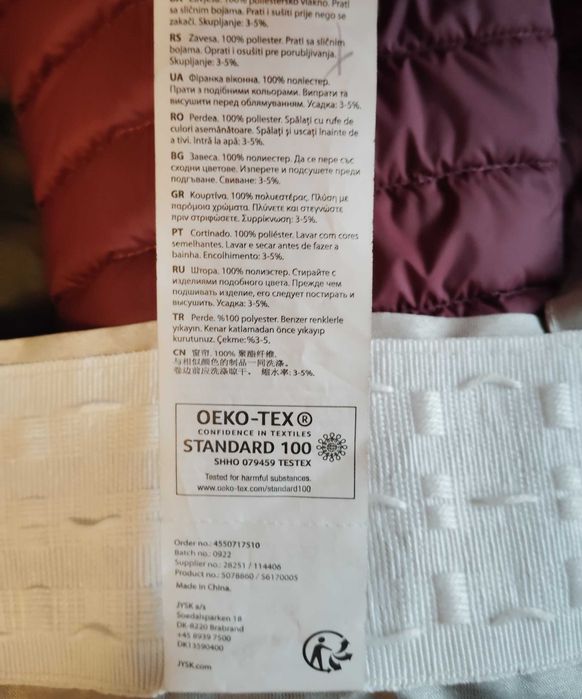 Zavjesa. 100% poliestersko vlakno. Prati
sa sličnim bojama. Prati i sušiti prije nego se
zakači. Skupljanje: 3-5%.
RS Zavesa. 100% poliester. Prati sa sličnim
bojama. Oprati i osušiti pre porubljivanja.
Skupljanje: 3-5%.
UA Фіранка віконна. 100% поліестер.
Прати з подібними кольорами. Випрати та
висушити перед облямуванням. Усадка: 3-5%.
RO Perdea. 100% poliester. Spălați cu rufe de
culori asemănătoare. Spălați și uscați înainte de
a tivi. Intră la apă: 3-5%.
BG Завеса. 100% полиестер. Да се пере със
сходни цветове. Изперете и подсушете преди
подгъване. Свиване: 3-5%.
GR Κουρτίνα. 100% πολυεστέρας. Πλύση με
παρόμοια χρώματα. Πλύνετε και στεγνώστε
πριν στριφώσετε. Συρρίκνωση: 3-5%.
PT Cortinado. 100% poliéster. Lavar com cores
semelhantes. Lavar e secar antes de fazer a
bainha. Encolhimento: 3-5%.
RU Штора. 100% полиэстер. Стирайте с
изделиями подобного цвета. Прежде чем
подшивать изделие, его следует постирать и
высушить. Усадка: 3-5%.
TR Perde. %100 polyester. Benzer renklerle
yıkayın. Kenar katlamadan önce yıkayıp
kurutunuz. Çekme:%3-5.
CN 窗帘. 100% 聚酯纤维.
与相似颜色的制品一同洗涤.
卷边前应洗涤晾干. 缩水率: 3-5%.
OEKO-TEX®
CONFIDENCE IN TEXTILES
STANDARD 100
SHHO 079459 TESTEX
Tested for harmful substances.
www.oeko-tex.com/standard100
Order no.: 4550717510
Batch no.: 0922
Supplier no.: 28251 / 114406
Product no.: 5078860 / 56170005
Made in China.
JYSK a/s
Soedalsparken 18
DK-8220 Brabrand
+45 8939 7500
DK13590400
JYSK.com